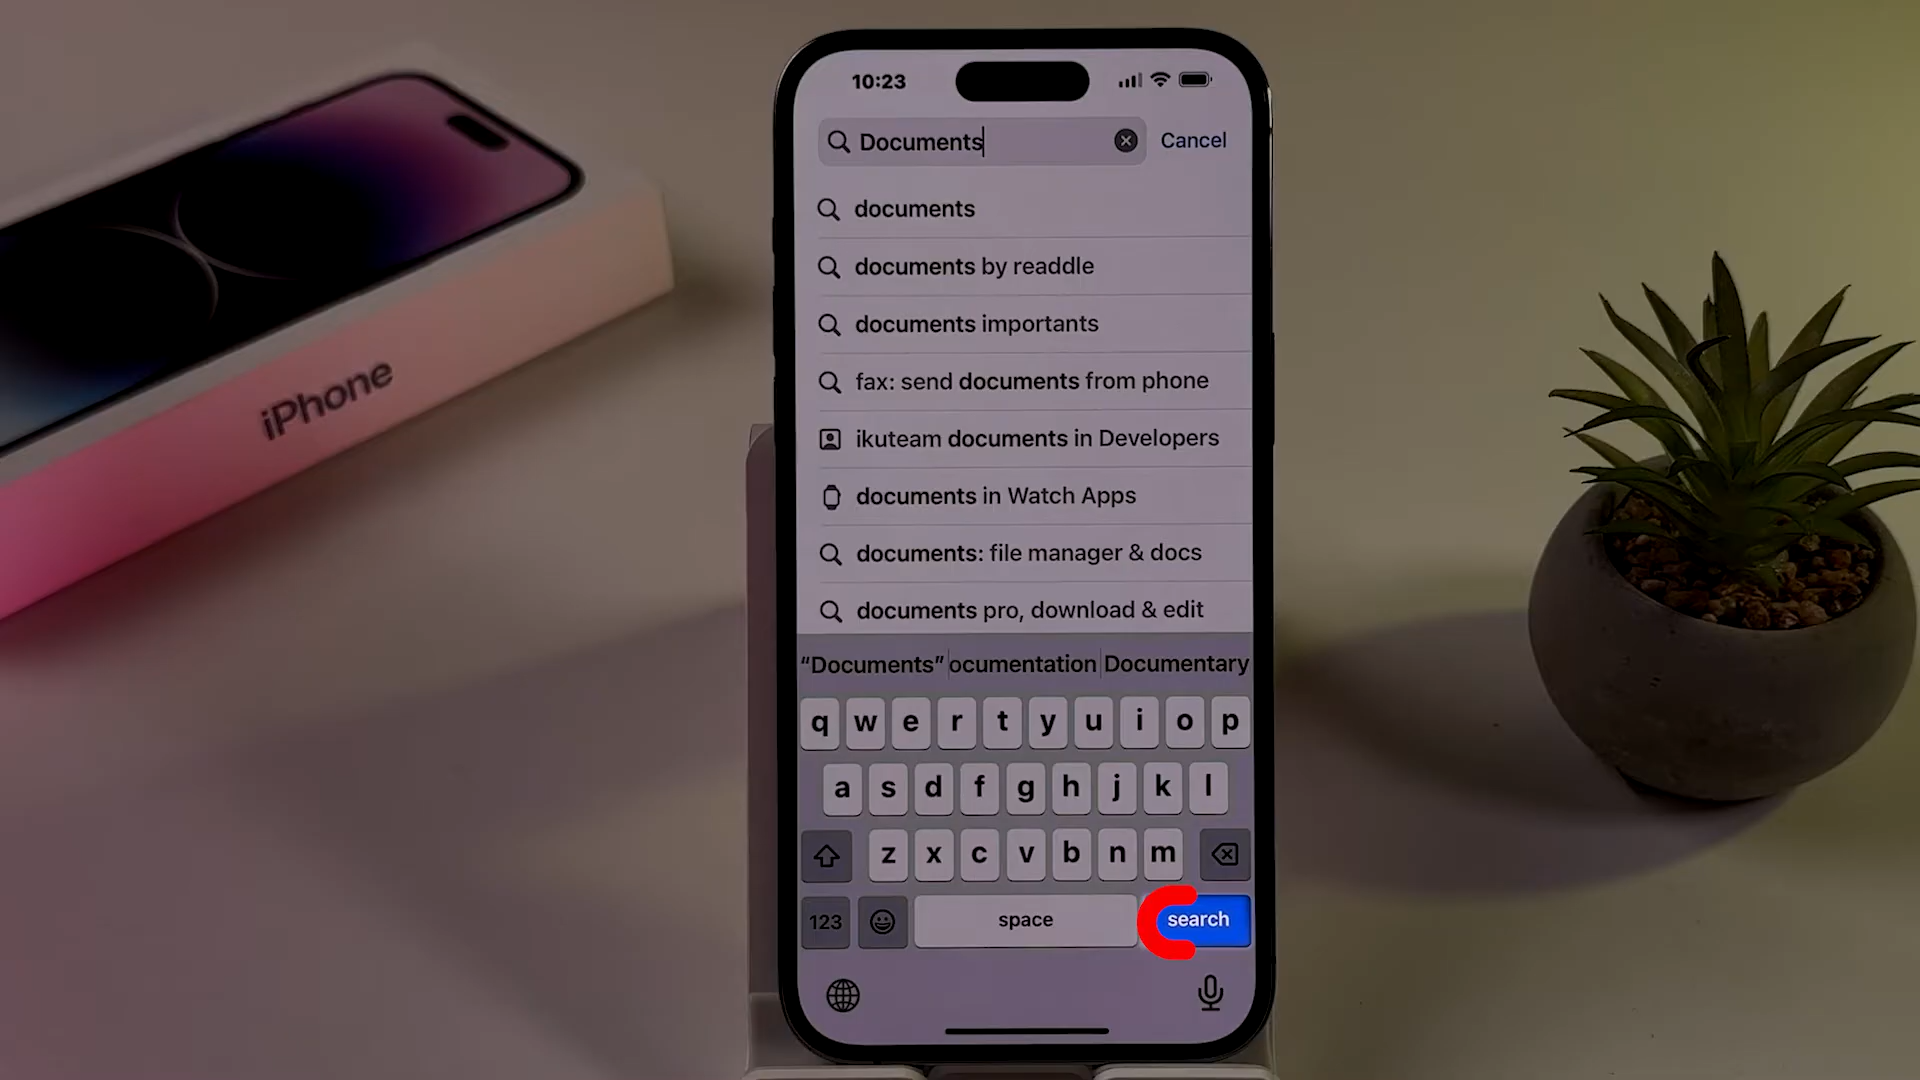 iPhone
10:23
Documents
Cancel
documents
documents by readdle
documents importants
fax: send documents from phone
ikuteam documents in Developers
documents in Watch Apps
documents: file manager & docs
documents pro, download & edit
“Documents” ocumentation Documentary
q w e r t y u i o p
a s d f g h j k l
z x c v b n m
123 space search